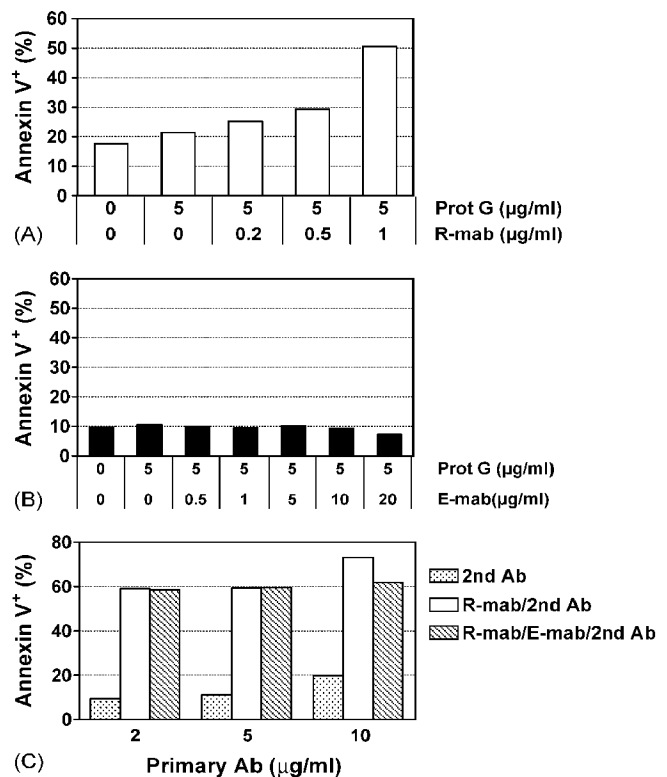 60
50
40
30
20
10
0
Annexin V+ (%)
0 5 5 5 5 Prot G (µg/ml)
(A) 0 0 0.2 0.5 1 R-mab (µg/ml)
60
50
40
30
20
10
0
Annexin V+ (%)
0 5 5 5 5 5 5 Prot G (µg/ml)
(B) 0 0 0.5 1 5 10 20 E-mab(µg/ml)
80
60
40
20
0
Annexin V+ (%)
2nd Ab
R-mab/2nd Ab
R-mab/E-mab/2nd Ab
2 5 10
(C) Primary Ab (µg/ml)